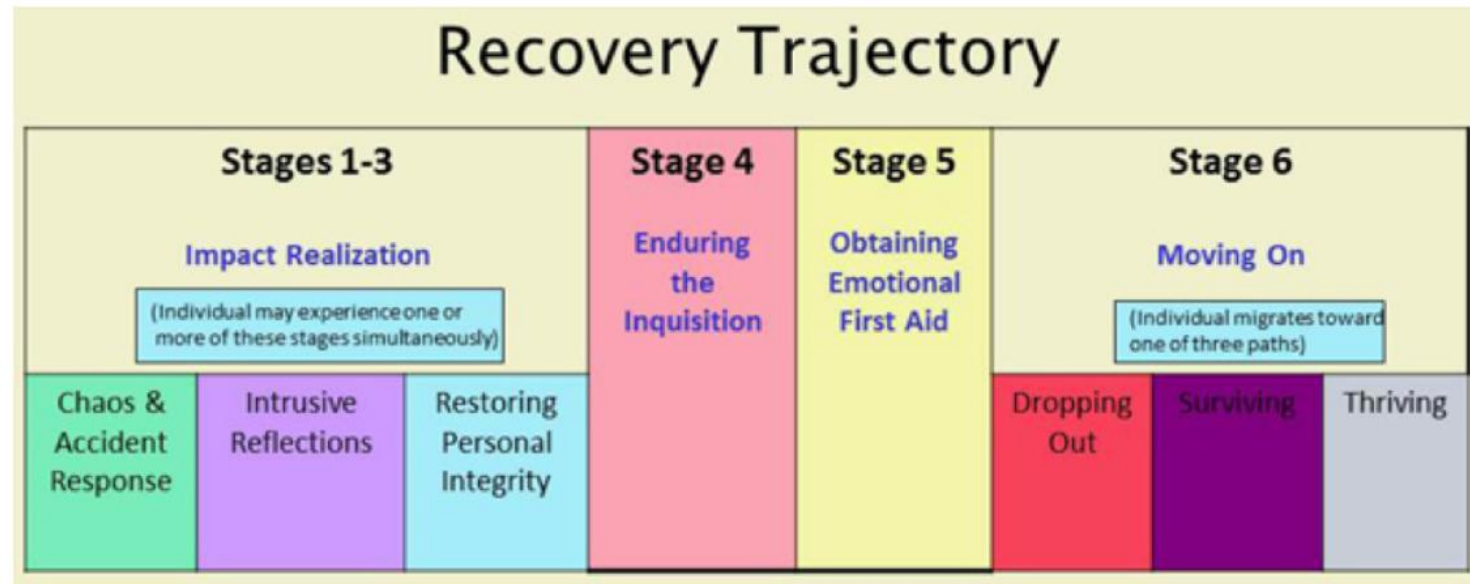 Recovery Trajectory
Stages 1-3
Impact Realization
(Individual may experience one or
more of these stages simultaneously)
Chaos &
Accident
Response
Intrusive
Reflections
Restoring
Personal
Integrity
Stage 4
Enduring
the
Inquisition
Stage 5
Obtaining
Emotional
First Aid
Stage 6
Moving On
(Individual migrates toward
one of three paths)
Dropping
Out
Surviving
Thriving